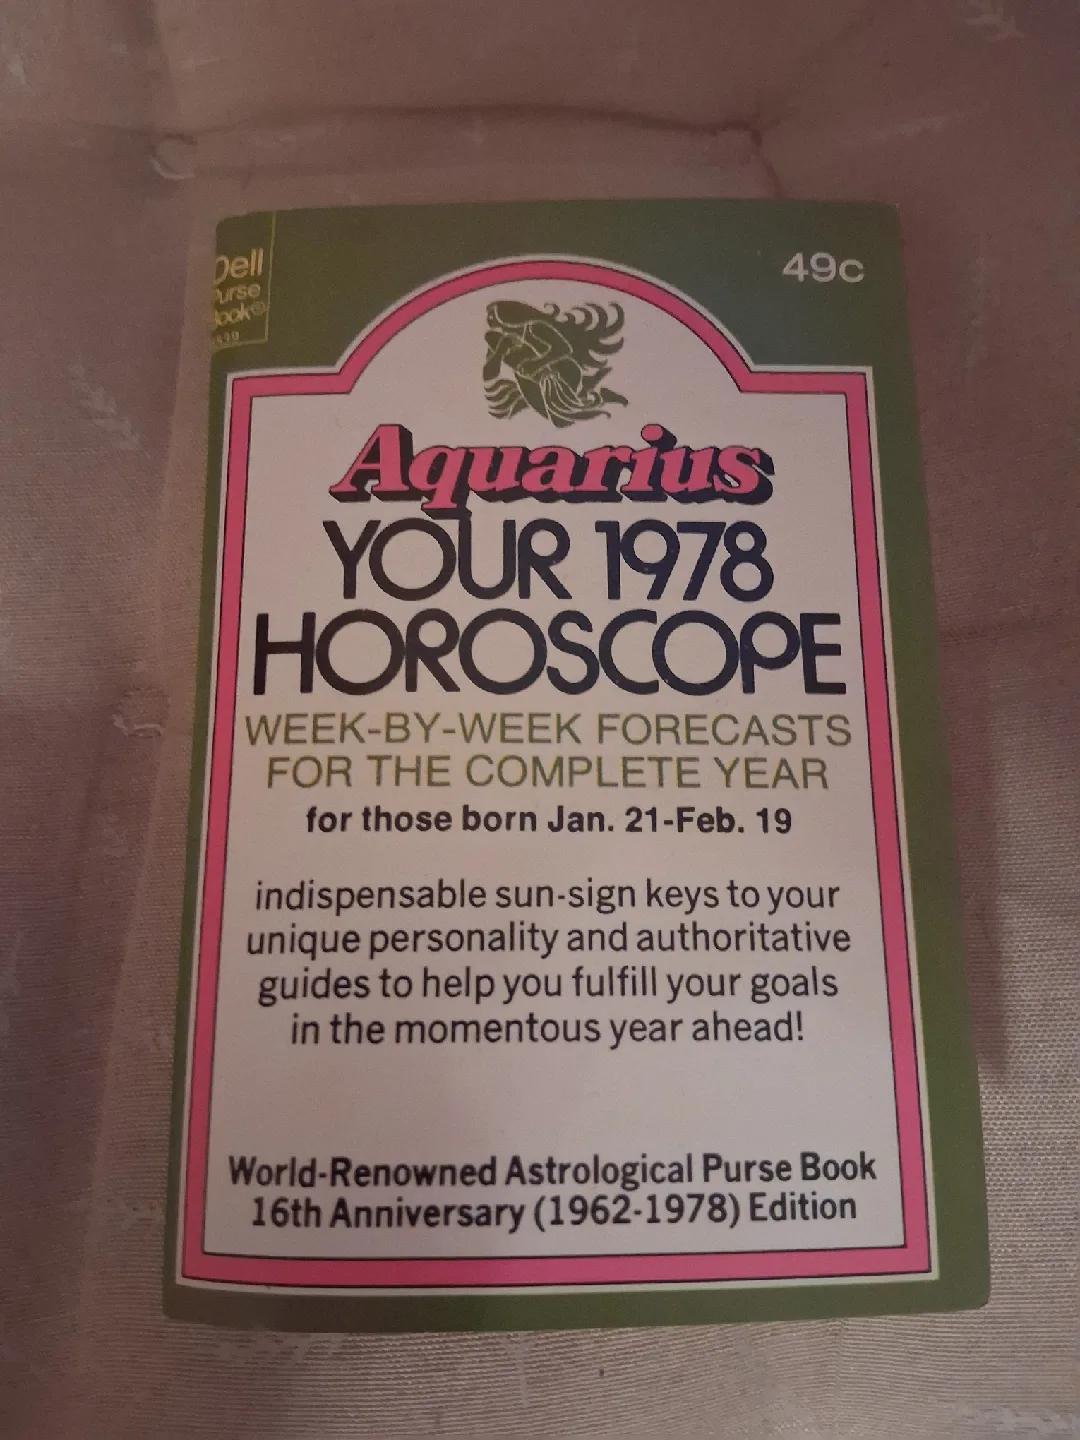 Dell
Purse
Book®
49c
Aquarius
YOUR 1978
HOROSCOPE
WEEK-BY-WEEK FORECASTS
FOR THE COMPLETE YEAR
for those born Jan. 21-Feb. 19
indispensable sun-sign keys to your
unique personality and authoritative
guides to help you fulfill your goals
in the momentous year ahead!
World-Renowned Astrological Purse Book
16th Anniversary (1962-1978) Edition